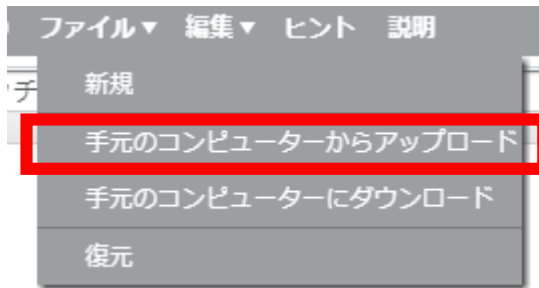 ファイル▼ 編集▼ ヒント 説明
チ
新規
手元のコンピューターからアップロード
手元のコンピューターにダウンロード
復元